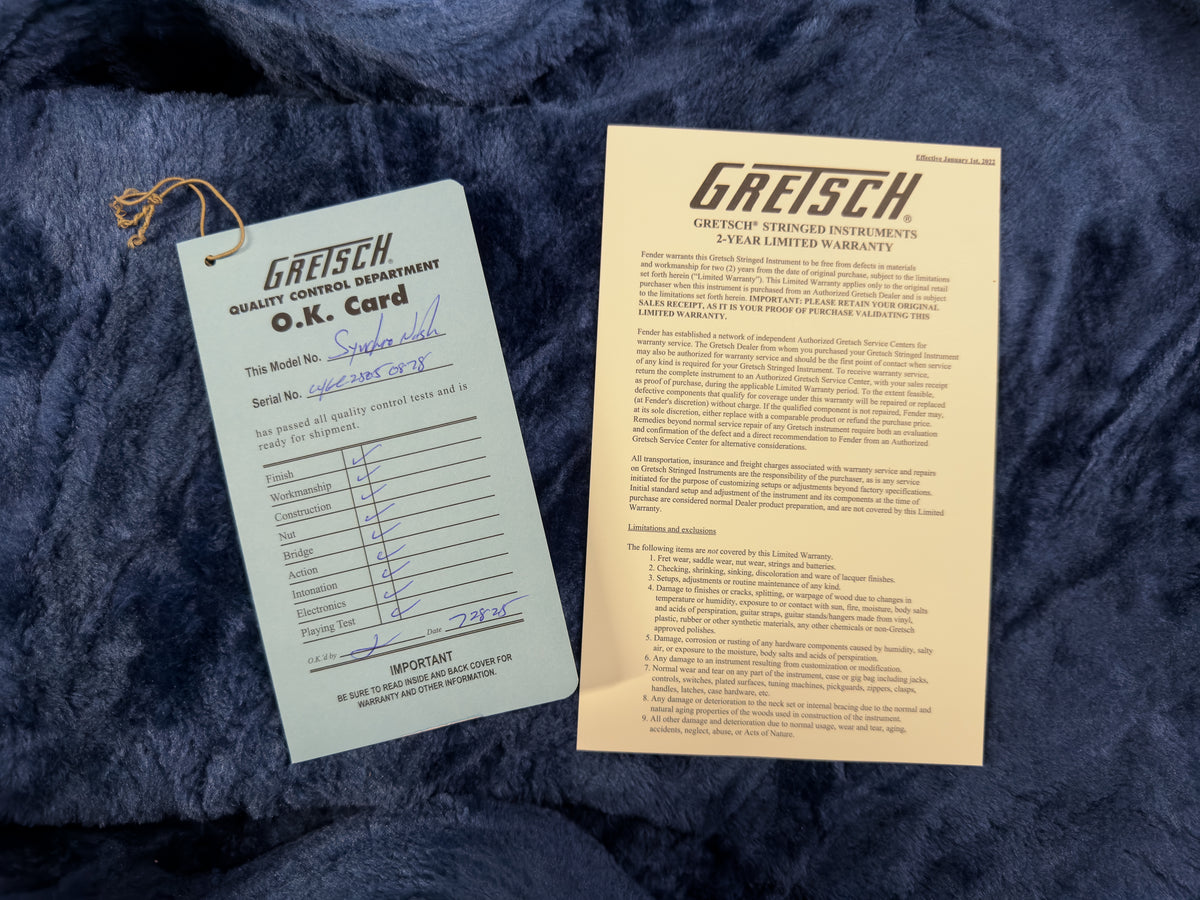 GRETSCH®
QUALITY CONTROL DEPARTMENT
O.K. Card
This Model No. Synchro
Serial No. 0878
has passed all quality control tests and is
ready for shipment.
Finish ✓
Workmanship ✓
Construction ✓
Nut ✓
Bridge ✓
Action ✓
Intonation ✓
Electronics ✓
Playing Test ✓
O.K.'d by Date 72825
IMPORTANT
BE SURE TO READ INSIDE AND BACK COVER FOR
WARRANTY AND OTHER INFORMATION.
Effective January 1st, 2022
GRETSCH®
GRETSCH® STRINGED INSTRUMENTS
2-YEAR LIMITED WARRANTY
Fender warrants this Gretsch Stringed Instrument to be free from defects in materials
and workmanship for two (2) years from the date of original purchase, subject to the limitations
set forth herein ("Limited Warranty"). This Limited Warranty applies only to the original retail
purchaser when this instrument is purchased from an Authorized Gretsch Dealer and is subject
to the limitations set forth herein. IMPORTANT: PLEASE RETAIN YOUR ORIGINAL
SALES RECEIPT, AS IT IS YOUR PROOF OF PURCHASE VALIDATING THIS
LIMITED WARRANTY.
Fender has established a network of independent Authorized Gretsch Service Centers for
warranty service. The Gretsch Dealer from whom you purchased your Gretsch Stringed Instrument
may also be authorized for warranty service and should be the first point of contact when service
of any kind is required for your Gretsch Stringed Instrument. To receive warranty service,
return the complete instrument to an Authorized Gretsch Service Center, with your sales receipt
as proof of purchase, during the applicable Limited Warranty period. To the extent feasible,
defective components that qualify for coverage under this warranty will be repaired or replaced
(at Fender's discretion) without charge. If the qualified component is not repaired, Fender may,
at its sole discretion, either replace with a comparable product or refund the purchase price.
Remedies beyond normal service repair of any Gretsch instrument require both an evaluation
and confirmation of the defect and a direct recommendation to Fender from an Authorized
Gretsch Service Center for alternative considerations.
All transportation, insurance and freight charges associated with warranty service and repairs
on Gretsch Stringed Instruments are the responsibility of the purchaser, as is any service
initiated for the purpose of customizing setups or adjustments beyond factory specifications.
Initial standard setup and adjustment of the instrument and its components at the time of
purchase are considered normal Dealer product preparation, and are not covered by this Limited
Warranty.
Limitations and exclusions
The following items are not covered by this Limited Warranty.
1. Fret wear, saddle wear, nut wear, strings and batteries.
2. Checking, shrinking, sinking, discoloration and ware of lacquer finishes.
3. Setups, adjustments or routine maintenance of any kind.
4. Damage to finishes or cracks, splitting, or warpage of wood due to changes in
temperature or humidity, exposure to or contact with sun, fire, moisture, body salts
and acids of perspiration, guitar straps, guitar stands/hangers made from vinyl,
plastic, rubber or other synthetic materials, any other chemicals or non-Gretsch
approved polishes.
5. Damage, corrosion or rusting of any hardware components caused by humidity, salty
air, or exposure to the moisture, body salts and acids of perspiration.
6. Any damage to an instrument resulting from customization or modification.
7. Normal wear and tear on any part of the instrument, case or gig bag including jacks,
controls, switches, plated surfaces, tuning machines, pickguards, zippers, clasps,
handles, latches, case hardware, etc.
8. Any damage or deterioration to the neck set or internal bracing due to the normal and
natural aging properties of the woods used in construction of the instrument.
9. All other damage and deterioration due to normal usage, wear and tear, aging,
accidents, neglect, abuse, or Acts of Nature.